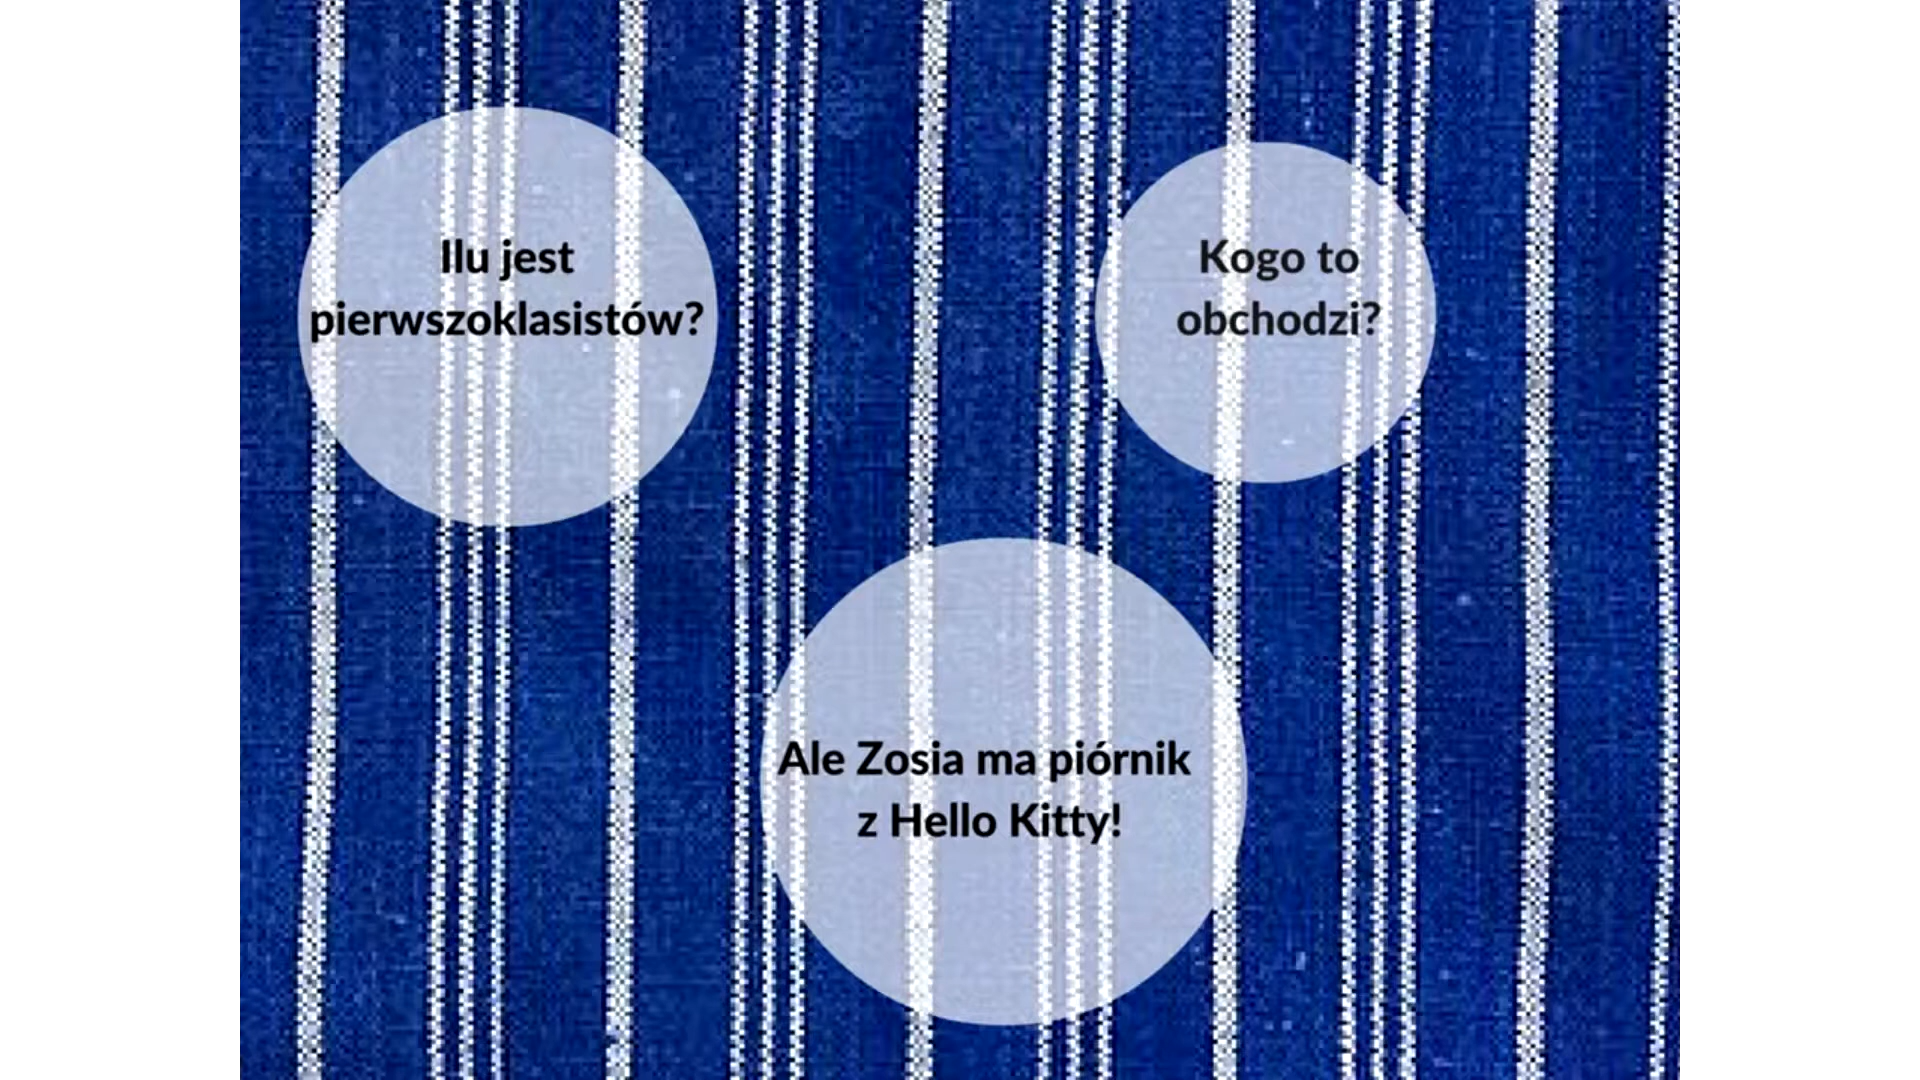 Ilu jest
pierwszoklasistów?
Kogo to
obchodzi?
Ale Zosia ma piórnik
z Hello Kitty!